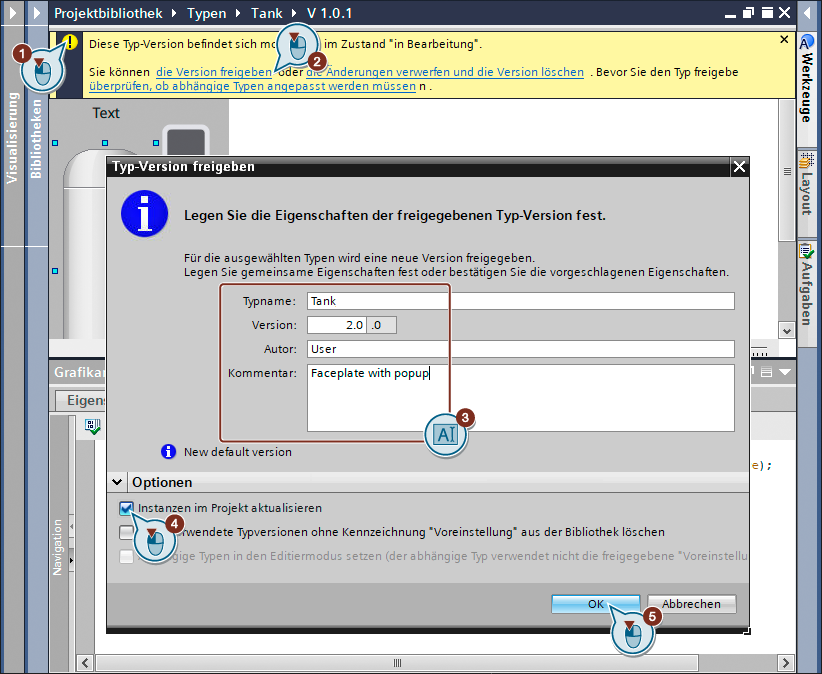 Projektbibliothek Typen Tank V 1.0.1
Diese Typ-Version befindet sich im Zustand "in Bearbeitung".
1
2
Sie können die Version freigeben oder die Änderungen verwerfen und die Version löschen . Bevor Sie den Typ freigebe
überprüfen, ob abhängige Typen angepasst werden müssen n .
Visualisierung
Bibliotheken
Werkzeuge
Layout
Aufgaben
Text
Typ-Version freigeben
Legen Sie die Eigenschaften der freigegebenen Typ-Version fest.
Für die ausgewählten Typen wird eine neue Version freigegeben.
Legen Sie gemeinsame Eigenschaften fest oder bestätigen Sie die vorgeschlagenen Eigenschaften.
Typname: Tank
Version: 2.0 .0
Autor: User
Kommentar: Faceplate with popup
3
AI
New default version
Grafikan
Eigens
e);
Navigation
Optionen
Instanzen im Projekt aktualisieren
4
wendete Typversionen ohne Kennzeichnung "Voreinstellung" aus der Bibliothek löschen
gige Typen in den Editiermodus setzen (der abhängige Typ verwendet nicht die freigegebene "Voreinstellu
OK Abbrechen
5